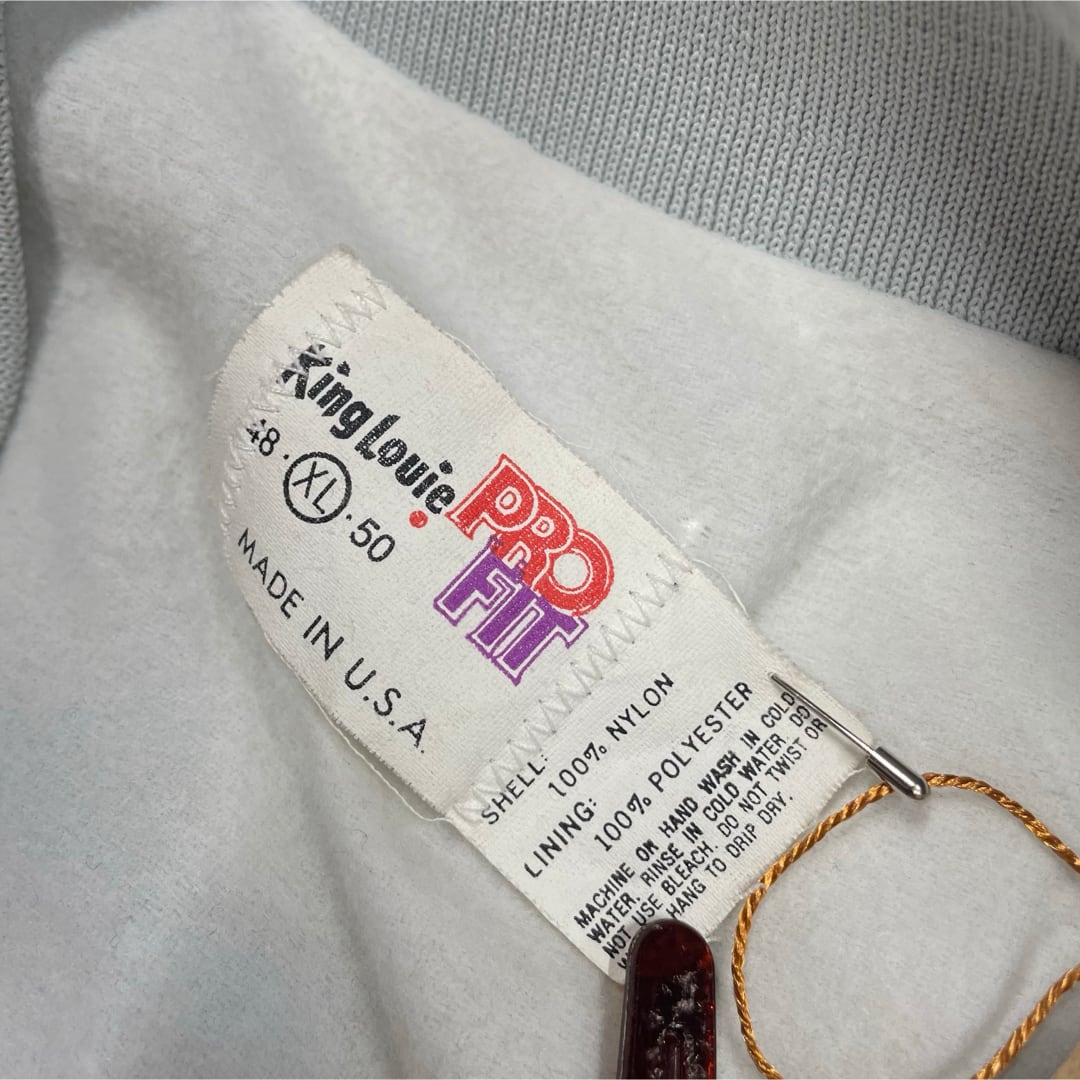 King Louie
PRO
FIT
48 · XL · 50
MADE IN U.S.A.
SHELL:
100% NYLON
LINING:
100% POLYESTER
MACHINE OR HAND WASH IN COLD
WATER. RINSE IN COLD WATER. DO
NOT USE BLEACH. DO NOT TWIST OR
HANG TO DRIP DRY.